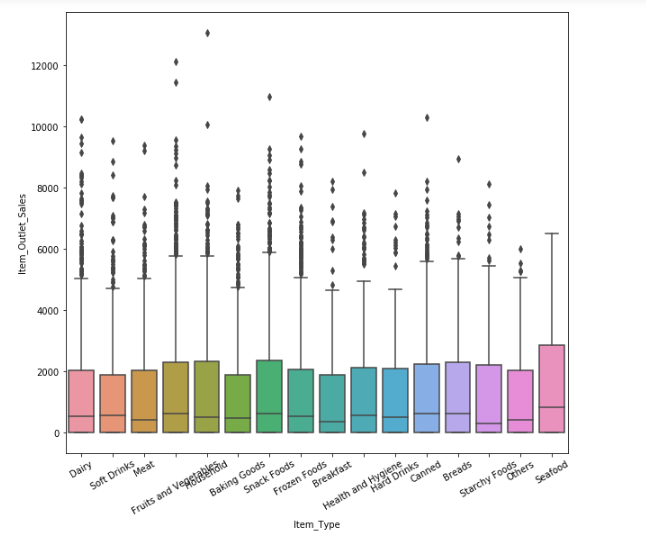 12000
10000
8000
6000
4000
2000
0
Item_Outlet_Sales
Dairy
Soft Drinks
Meat
Fruits and Vegetables
Household
Baking Goods
Snack Foods
Frozen Foods
Breakfast
Health and Hygiene
Hard Drinks
Canned
Breads
Starchy Foods
Others
Seafood
Item_Type